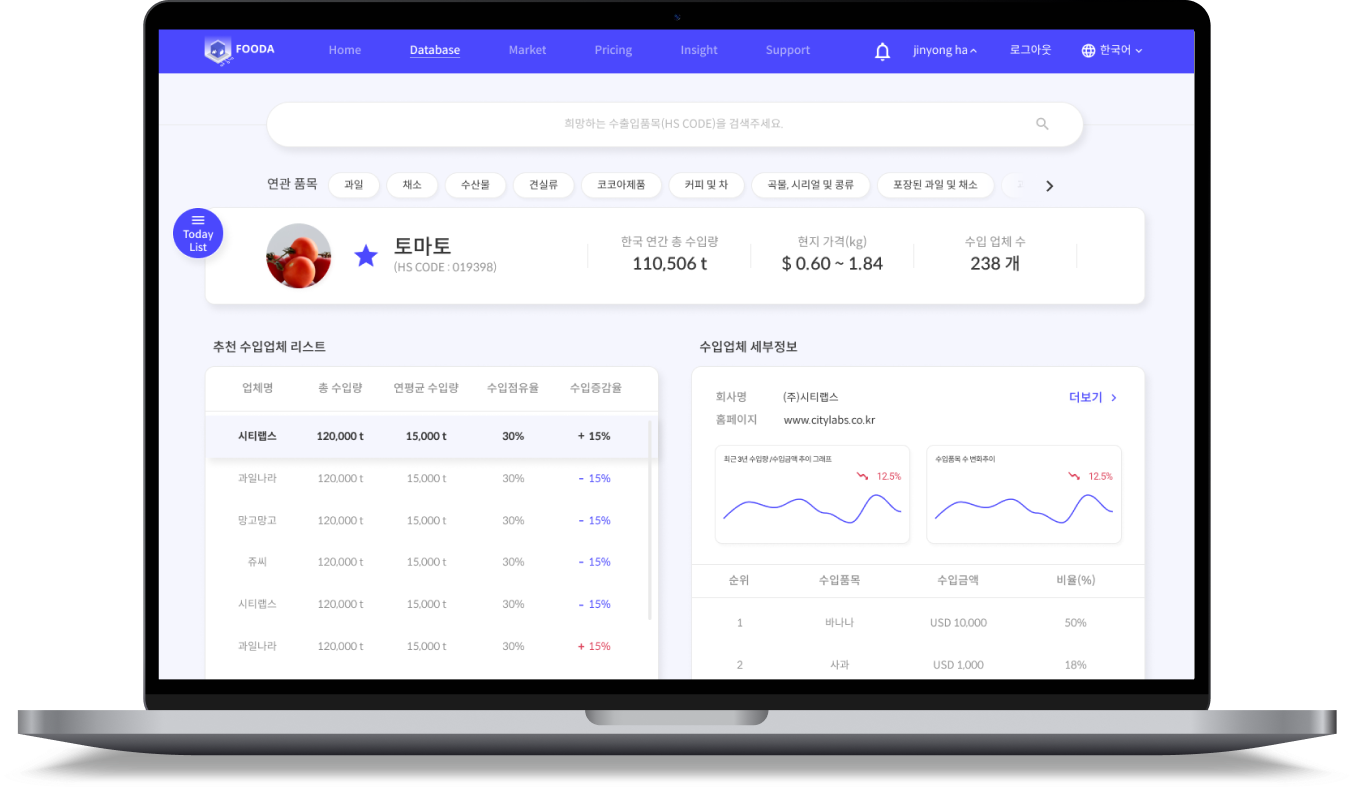 FOODA Home Database Market Pricing Insight Support jinyong ha 로그아웃 한국어
희망하는 수출입품목(HS CODE)을 검색주세요.
연관 품목 과일 채소 수산물 견실류 코코아제품 커피 및 차 곡물, 시리얼 및 콩류 포장된 과일 및 채소
Today
List
토마토
(HS CODE : 019398)
한국 연간 총 수입량 현지 가격(kg) 수입 업체 수
110,506 t $ 0.60 ~ 1.84 238 개
추천 수입업체 리스트
업체명 총 수입량 연평균 수입량 수입점유율 수입증감율
시티랩스 120,000 t 15,000 t 30% + 15%
과일나라 120,000 t 15,000 t 30% - 15%
망고망고 120,000 t 15,000 t 30% - 15%
쥬씨 120,000 t 15,000 t 30% - 15%
시티랩스 120,000 t 15,000 t 30% - 15%
과일나라 120,000 t 15,000 t 30% + 15%
수입업체 세부정보
회사명 (주)시티랩스 더보기 >
홈페이지 www.citylabs.co.kr
최근 3년 수입량/수입금액 추이 그래프
12.5%
수입품목 수 변화추이
12.5%
순위 수입품목 수입금액 비율(%)
1 바나나 USD 10,000 50%
2 사과 USD 1,000 18%